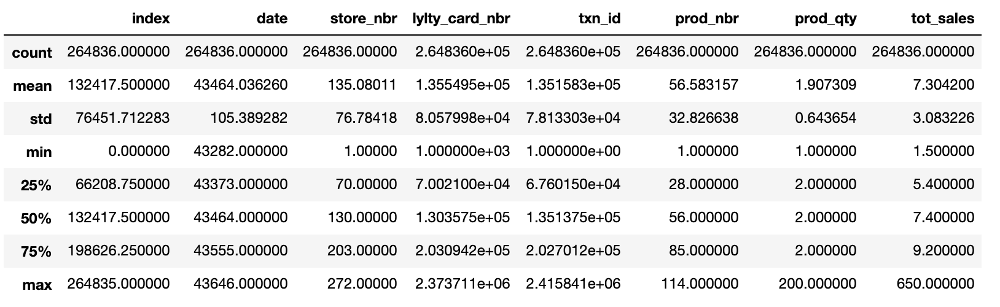 index date store_nbr lylty_card_nbr txn_id prod_nbr prod_qty tot_sales
count 264836.000000 264836.000000 264836.00000 2.648360e+05 2.648360e+05 264836.000000 264836.000000 264836.000000
mean 132417.500000 43464.036260 135.08011 1.355495e+05 1.351583e+05 56.583157 1.907309 7.304200
std 76451.712283 105.389282 76.78418 8.057998e+04 7.813303e+04 32.826638 0.643654 3.083226
min 0.000000 43282.000000 1.00000 1.000000e+03 1.000000e+00 1.000000 1.000000 1.500000
25% 66208.750000 43373.000000 70.00000 7.002100e+04 6.760150e+04 28.000000 2.000000 5.400000
50% 132417.500000 43464.000000 130.00000 1.303575e+05 1.351375e+05 56.000000 2.000000 7.400000
75% 198626.250000 43555.000000 203.00000 2.030942e+05 2.027012e+05 85.000000 2.000000 9.200000
max 264835.000000 43646.000000 272.00000 2.373711e+06 2.415841e+06 114.000000 200.000000 650.000000